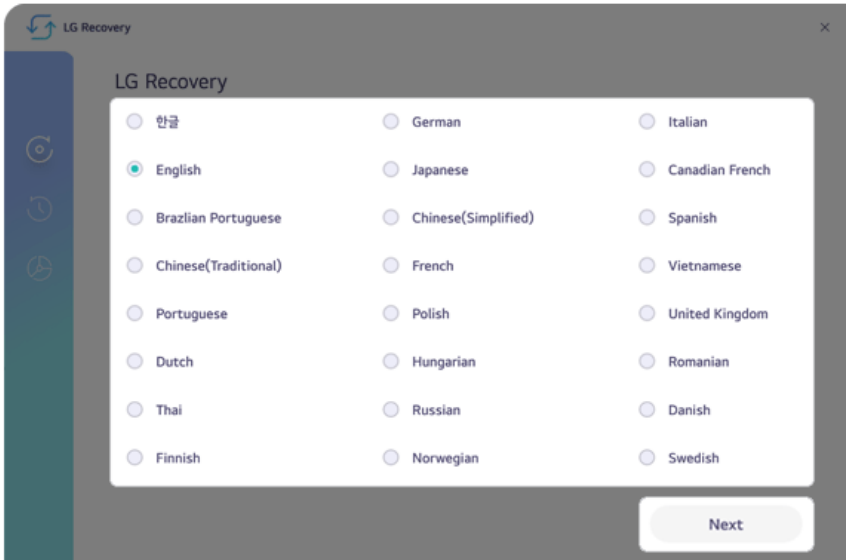 LG Recovery
LG Recovery
한글 German Italian
English Japanese Canadian French
Brazlian Portuguese Chinese(Simplified) Spanish
Chinese(Traditional) French Vietnamese
Portuguese Polish United Kingdom
Dutch Hungarian Romanian
Thai Russian Danish
Finnish Norwegian Swedish
Next